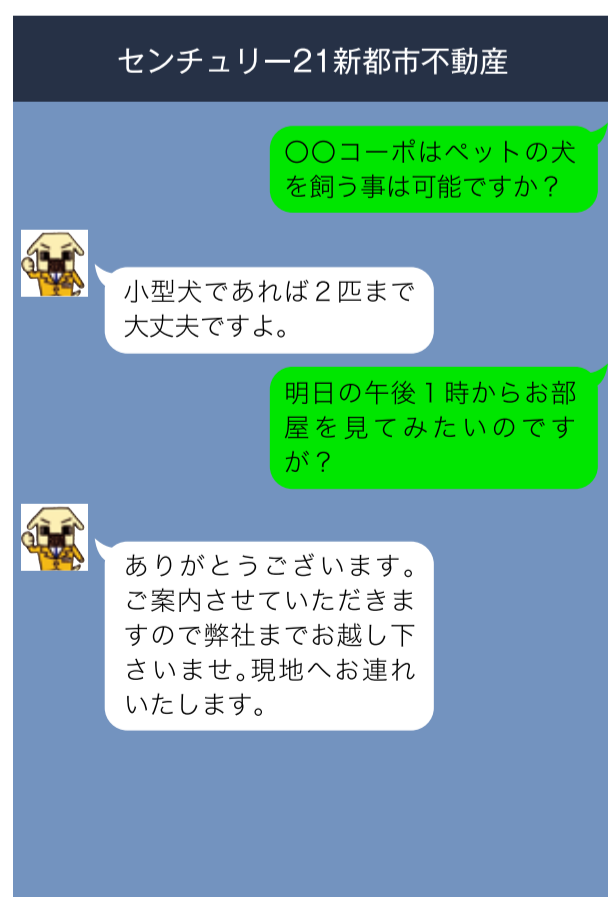 センチュリー21新都市不動産
〇〇コーポはペットの犬
を飼う事は可能ですか？
小型犬であれば２匹まで
大丈夫ですよ。
明日の午後１時からお部
屋を見てみたいのです
が？
ありがとうございます。
ご案内させていただきま
すので弊社までお越し下
さいませ。現地へお連れ
いたします。